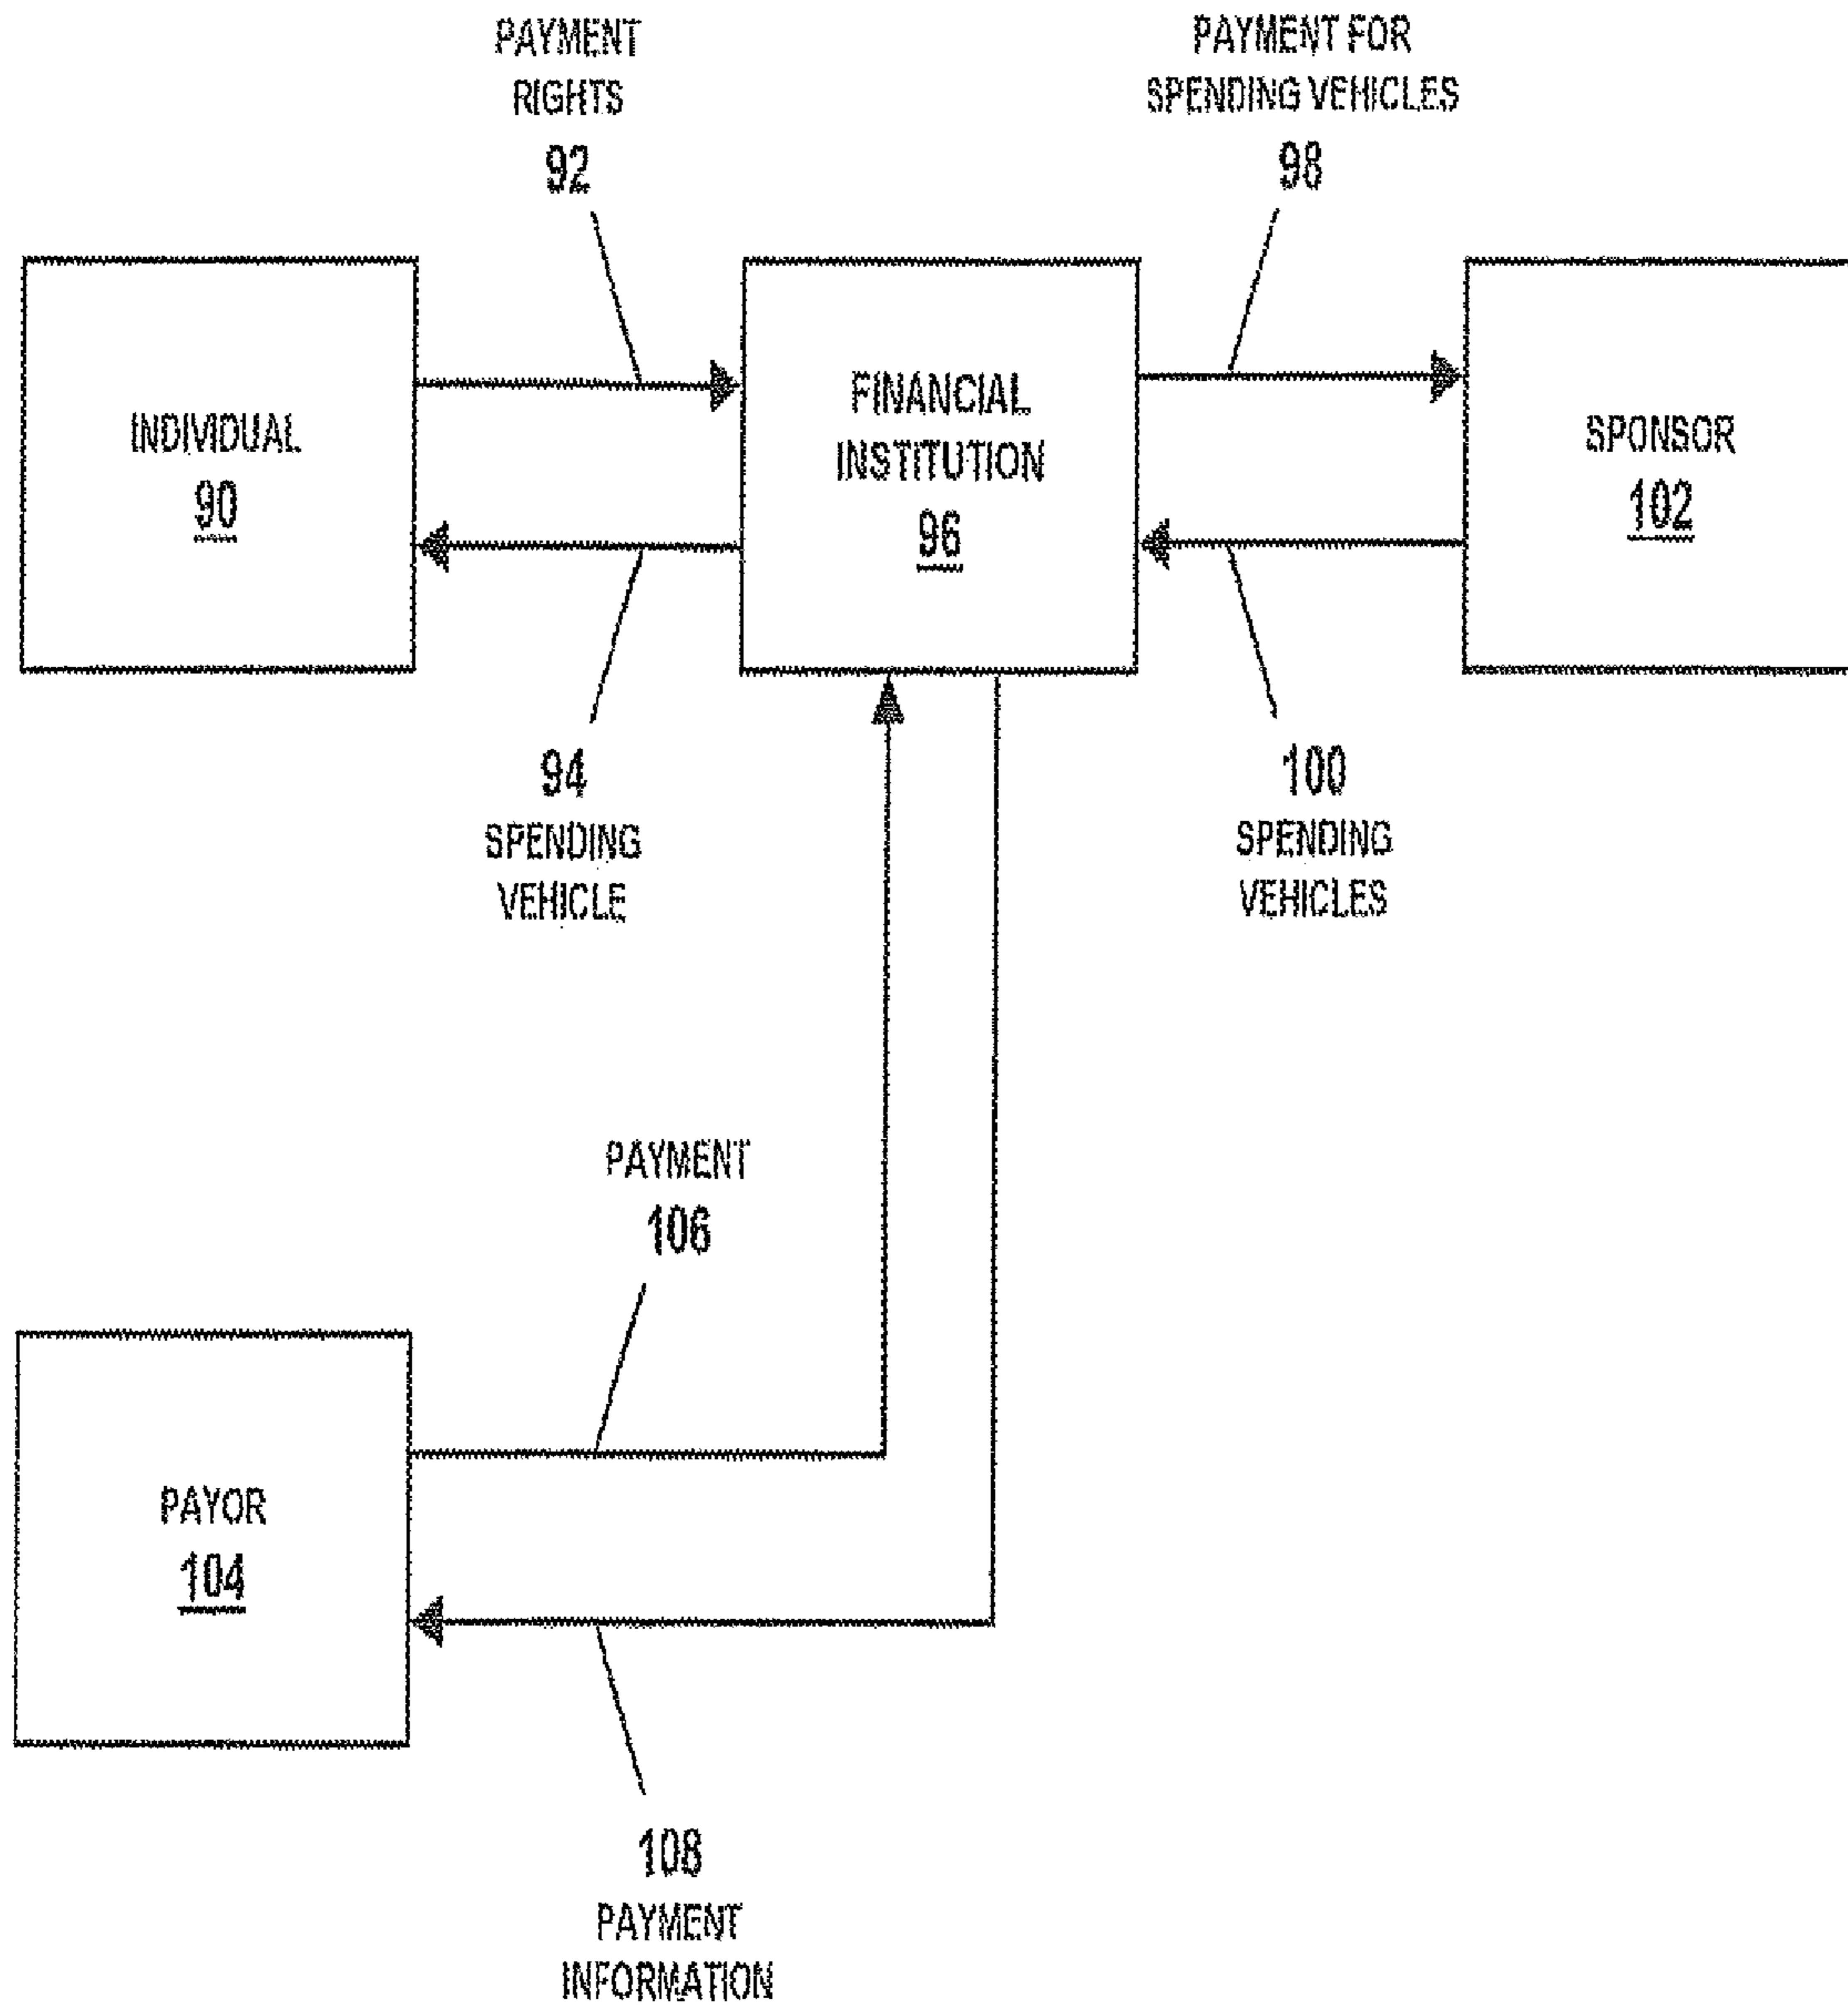 PAYMENT
RIGHTS
92
PAYMENT FOR
SPENDING VEHICLES
98
INDIVIDUAL
90
FINANCIAL
INSTITUTION
96
SPONSOR
102
94
SPENDING
VEHICLE
100
SPENDING
VEHICLES
PAYMENT
106
PAYOR
104
108
PAYMENT
INFORMATION